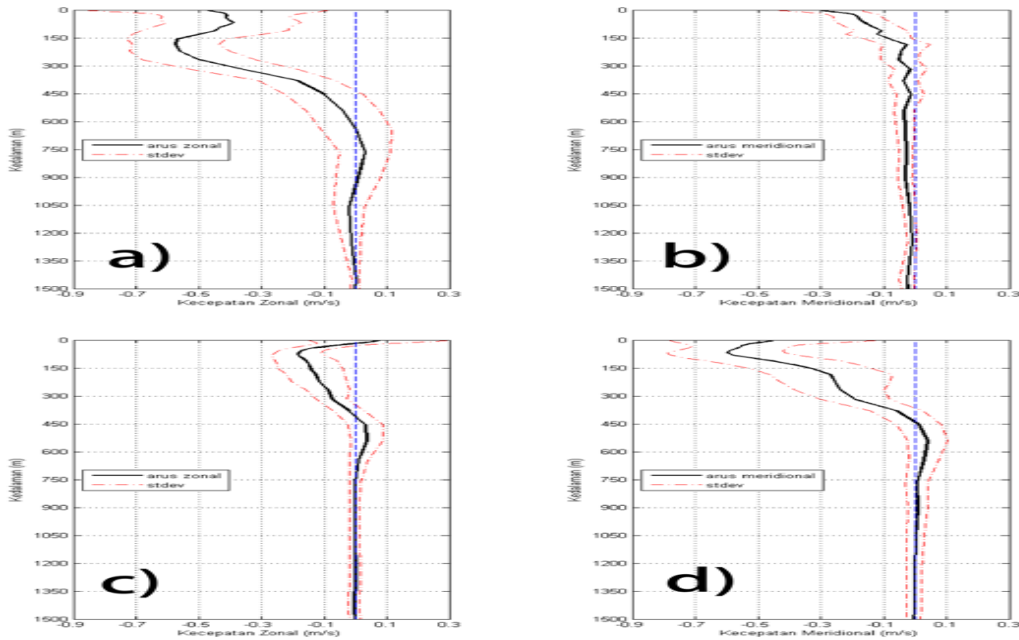 0
150
300
450
600
750
900
1050
1200
1350
1500
Kedalaman (m)
arus zonal
stdev
a)
-0.9 -0.7 -0.5 -0.3 -0.1 0.1 0.3
Kecepatan Zonal (m/s)
0
150
300
450
600
750
900
1050
1200
1350
1500
Kedalaman (m)
arus meridional
stdev
b)
-0.9 -0.7 -0.5 -0.3 -0.1 0.1 0.3
Kecepatan Meridional (m/s)
0
150
300
450
600
750
900
1050
1200
1350
1500
Kedalaman (m)
arus zonal
stdev
c)
-0.9 -0.7 -0.5 -0.3 -0.1 0.1 0.3
Kecepatan Zonal (m/s)
0
150
300
450
600
750
900
1050
1200
1350
1500
Kedalaman (m)
arus meridional
stdev
d)
-0.9 -0.7 -0.5 -0.3 -0.1 0.1 0.3
Kecepatan Meridional (m/s)